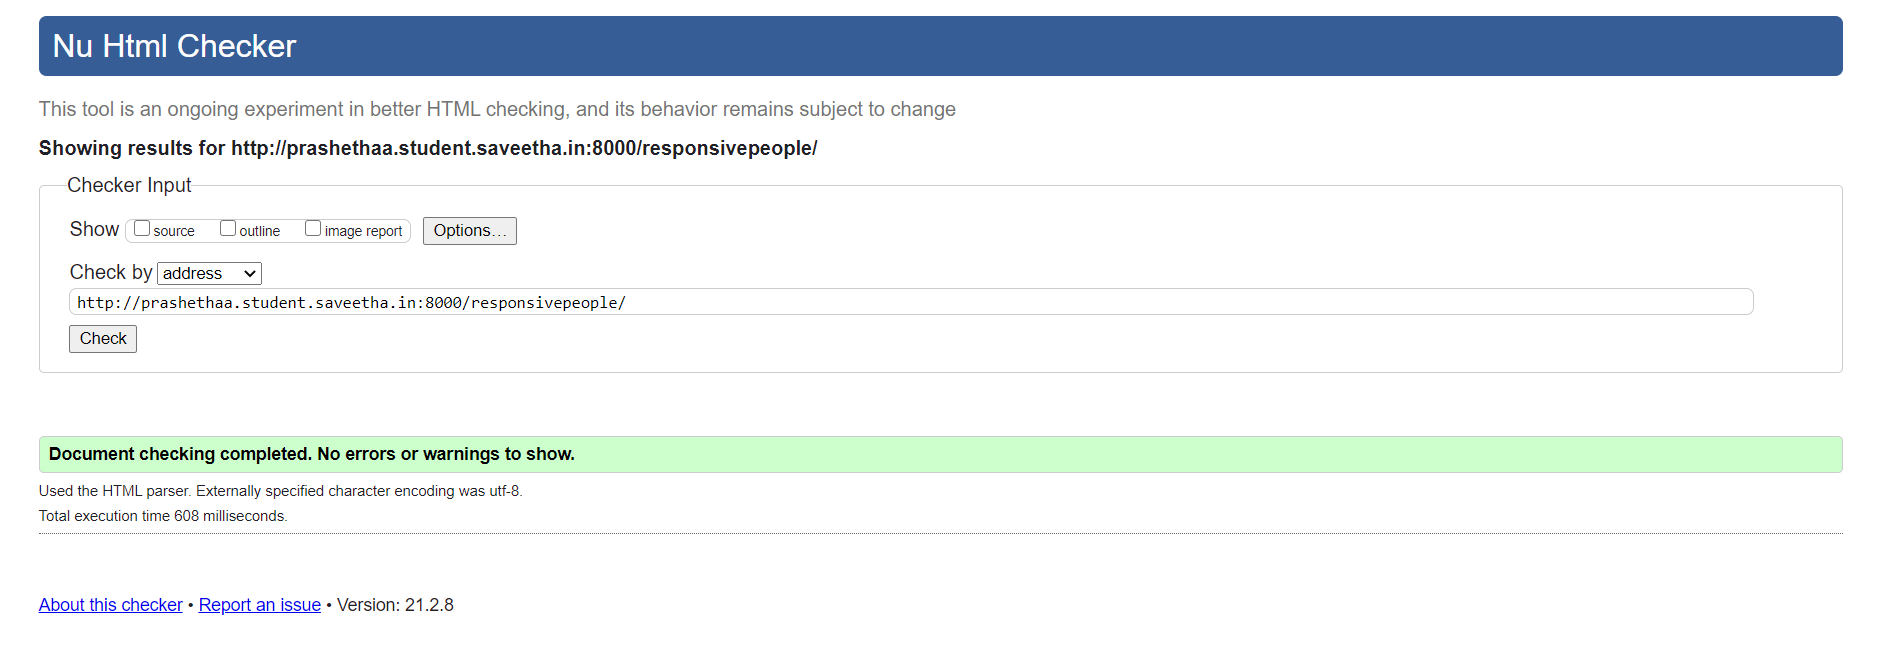 Nu Html Checker
This tool is an ongoing experiment in better HTML checking, and its behavior remains subject to change
Showing results for http://prashethaa.student.saveetha.in:8000/responsivepeople/
Checker Input
Show source outline image report Options…
Check by address
http://prashethaa.student.saveetha.in:8000/responsivepeople/
Check
Document checking completed. No errors or warnings to show.
Used the HTML parser. Externally specified character encoding was utf-8.
Total execution time 608 milliseconds.
About this checker • Report an issue • Version: 21.2.8